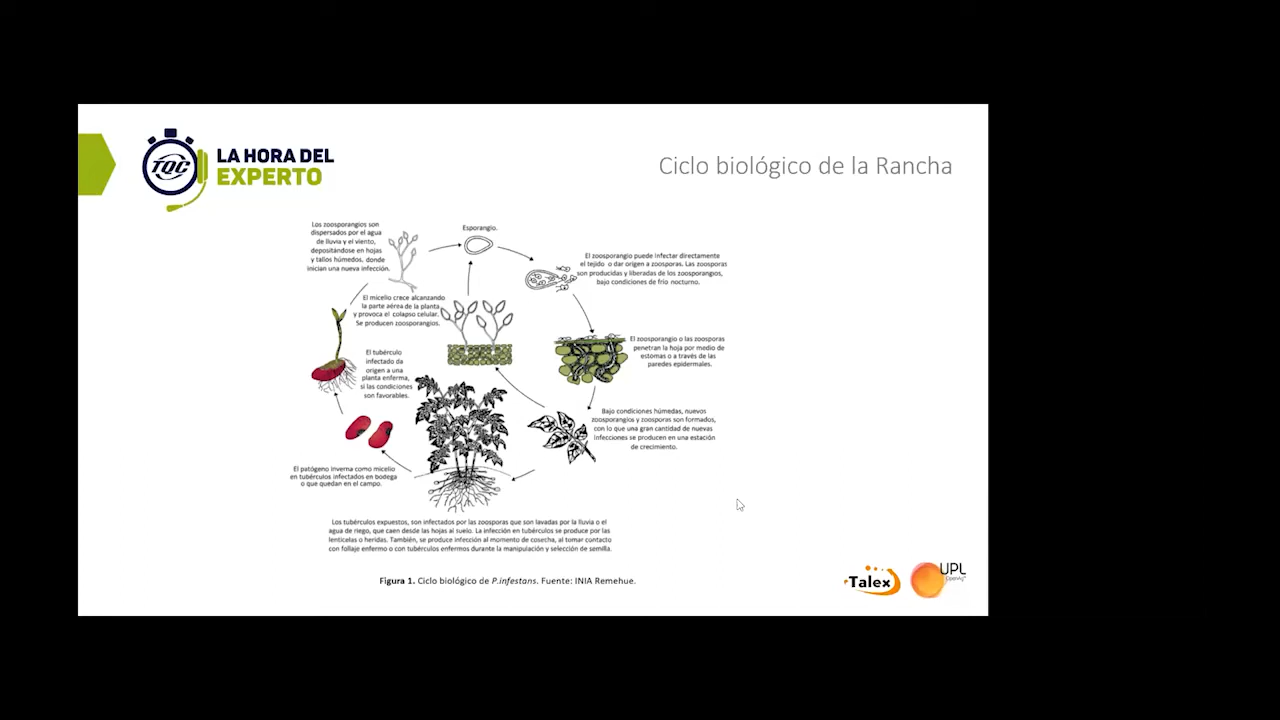 TQC
LA HORA DEL
EXPERTO
Ciclo biológico de la Rancha
Los zoosporangios son
dispersados por el agua
de lluvia y el viento,
depositándose en hojas
y tallos húmedos, donde
inician una nueva infección.
Esporangio.
El zoosporangio puede infectar directamente
el tejido o dar origen a zoosporas. Las zoosporas
son producidas y liberadas de los zoosporangios,
bajo condiciones de frío nocturno.
El micelio crece alcanzando
la parte aérea de la planta
y provoca el colapso celular.
Se producen zoosporangios.
El zoosporangio o las zoosporas
penetran la hoja por medio de
estomas o a través de las
paredes epidermales.
El tubérculo
infectado da
origen a una
planta enferma,
si las condiciones
son favorables.
Bajo condiciones húmedas, nuevos
zoosporangios y zoosporas son formados,
con lo que una gran cantidad de nuevas
infecciones se producen en una estación
de crecimiento.
El patógeno inverna como micelio
en tubérculos infectados en bodega
o que quedan en el campo.
Los tubérculos expuestos, son infectados por las zoosporas que son lavadas por la lluvia o el
agua de riego, que caen desde las hojas al suelo. La infección en tubérculos se produce por las
lenticelas o heridas. También, se produce infección al momento de cosecha, al tomar contacto
con follaje enfermo o con tubérculos enfermos durante la manipulación y selección de semilla.
Figura 1. Ciclo biológico de P.infestans. Fuente: INIA Remehue.
Talex
UPL
OpenAg